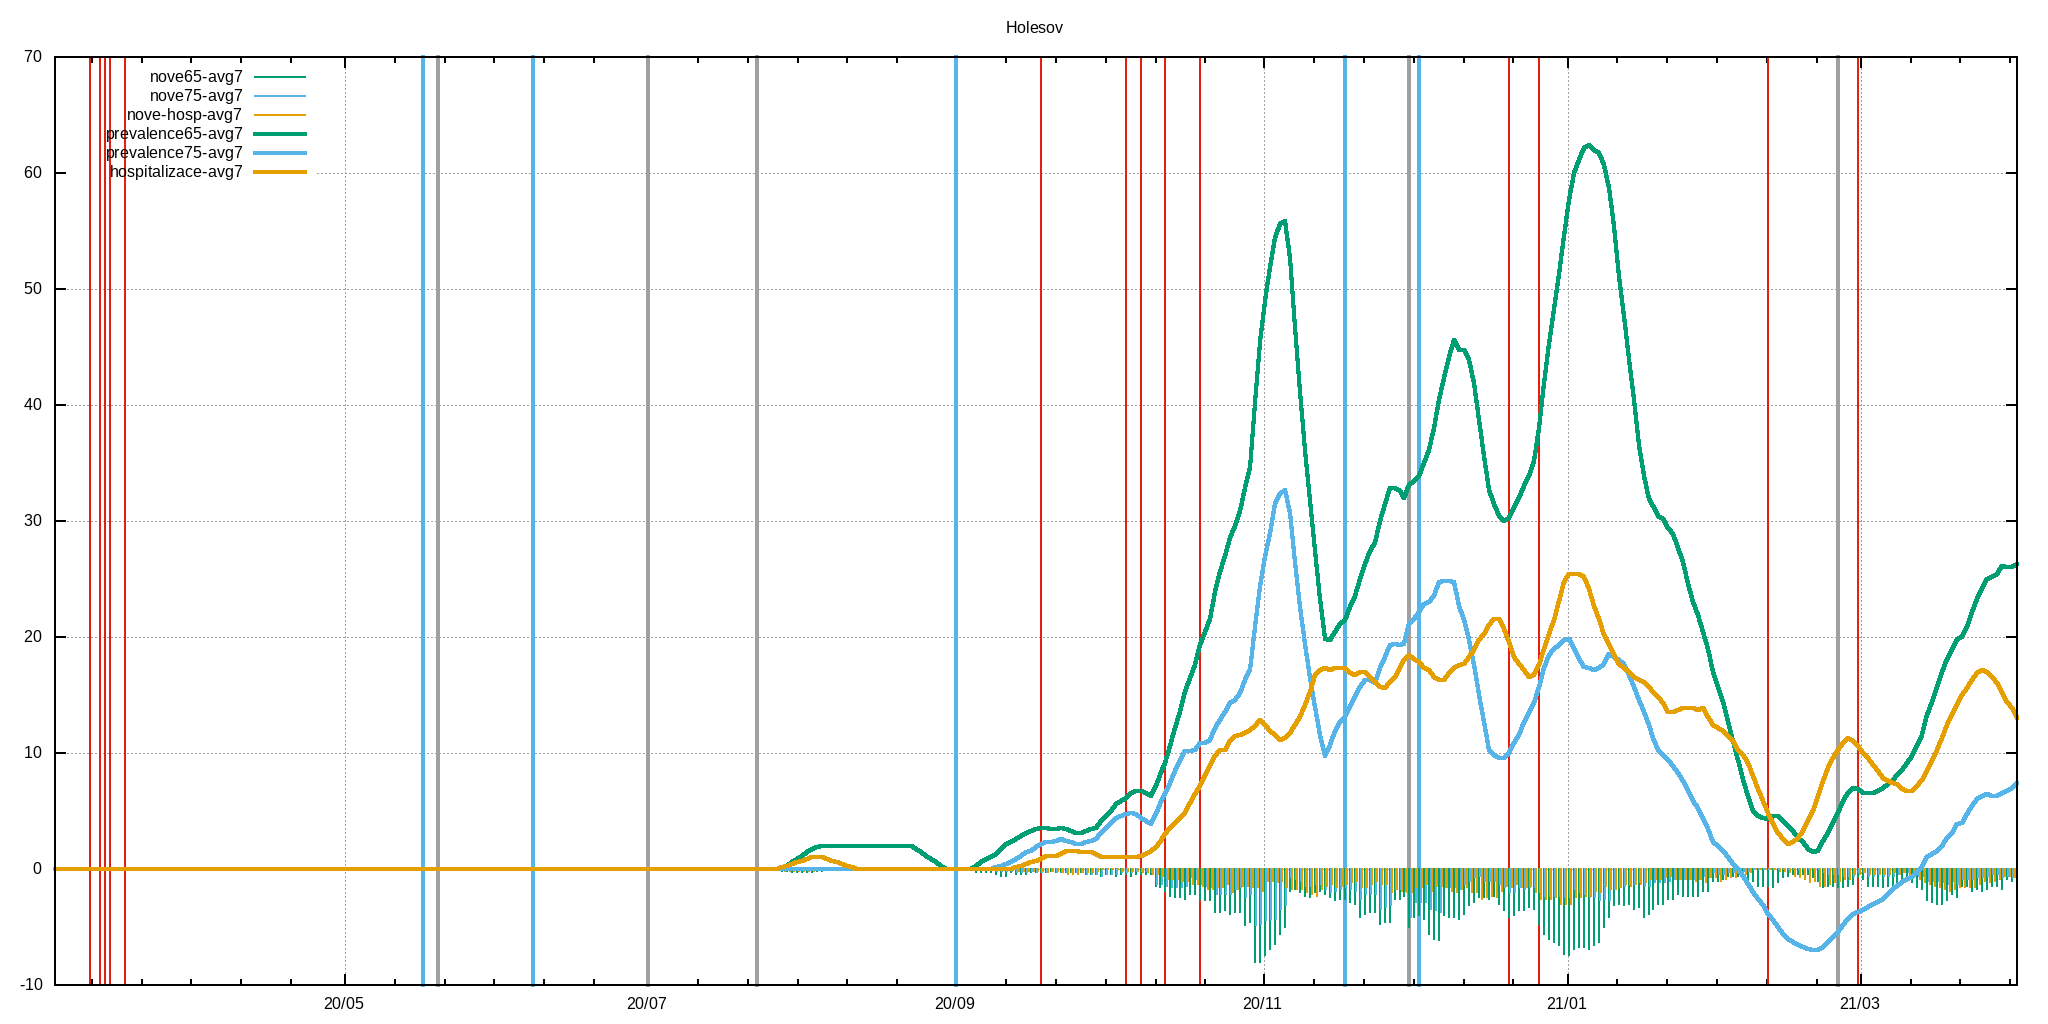 Holesov
70
60
50
40
30
20
10
0
-10
nove65-avg7
nove75-avg7
nove-hosp-avg7
prevalence65-avg7
prevalence75-avg7
hospitalizace-avg7
20/05 20/07 20/09 20/11 21/01 21/03